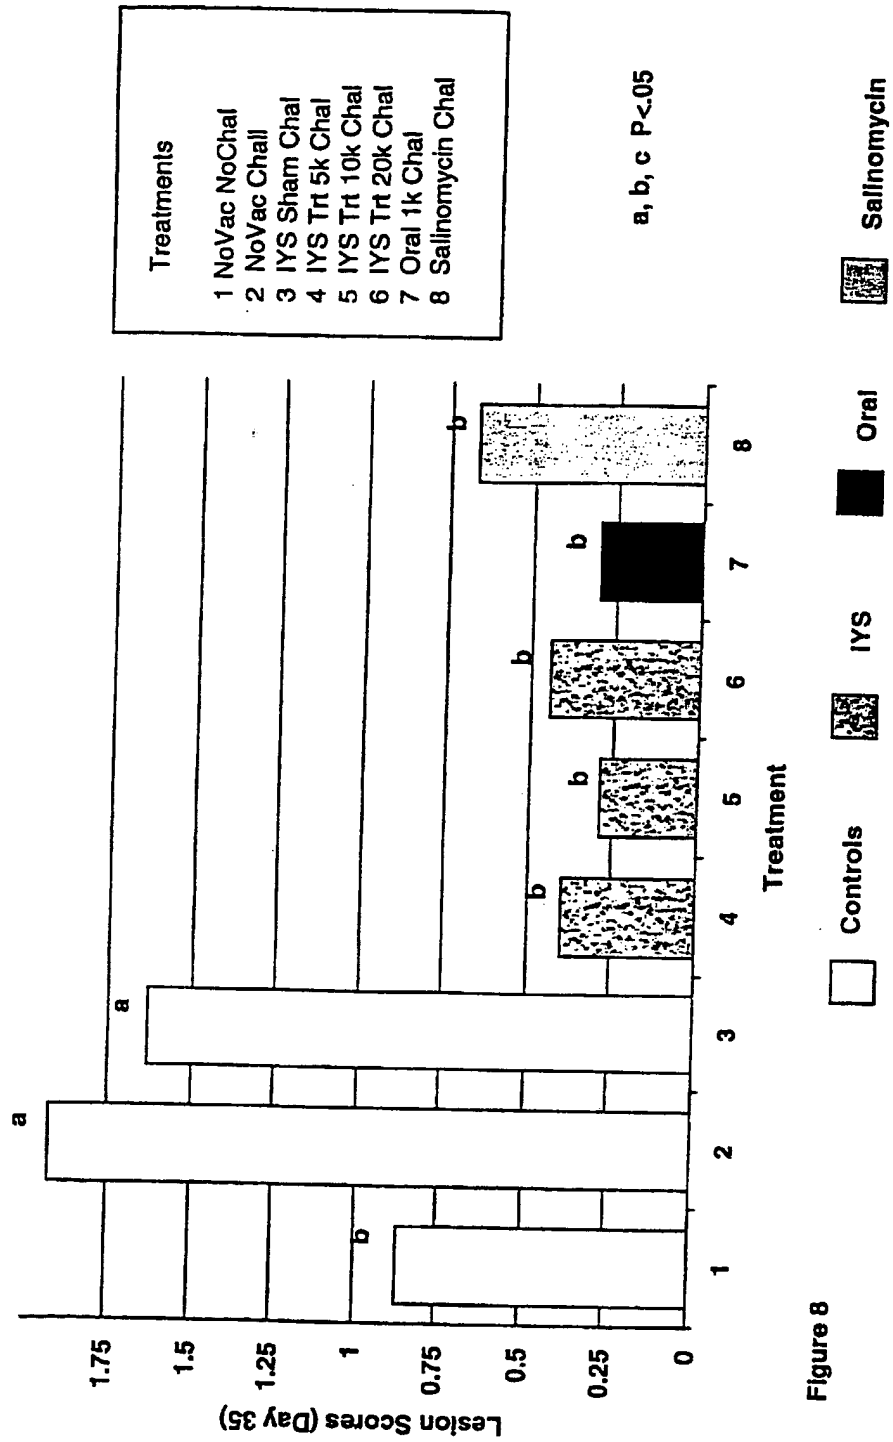 Treatments
1 NoVac NoChal
2 NoVac Chall
3 IYS Sham Chal
4 IYS Trt 5k Chal
5 IYS Trt 10k Chal
6 IYS Trt 20k Chal
7 Oral 1k Chal
8 Salinomycin Chal
a, b, c P<.05
Lesion Scores (Day 35)
1.75
1.5
1.25
1
0.75
0.5
0.25
0
b
a
a
b
b
b
b
b
1
2
3
4
5
6
7
8
Treatment
Controls
IYS
Oral
Salinomycin
Figure 8